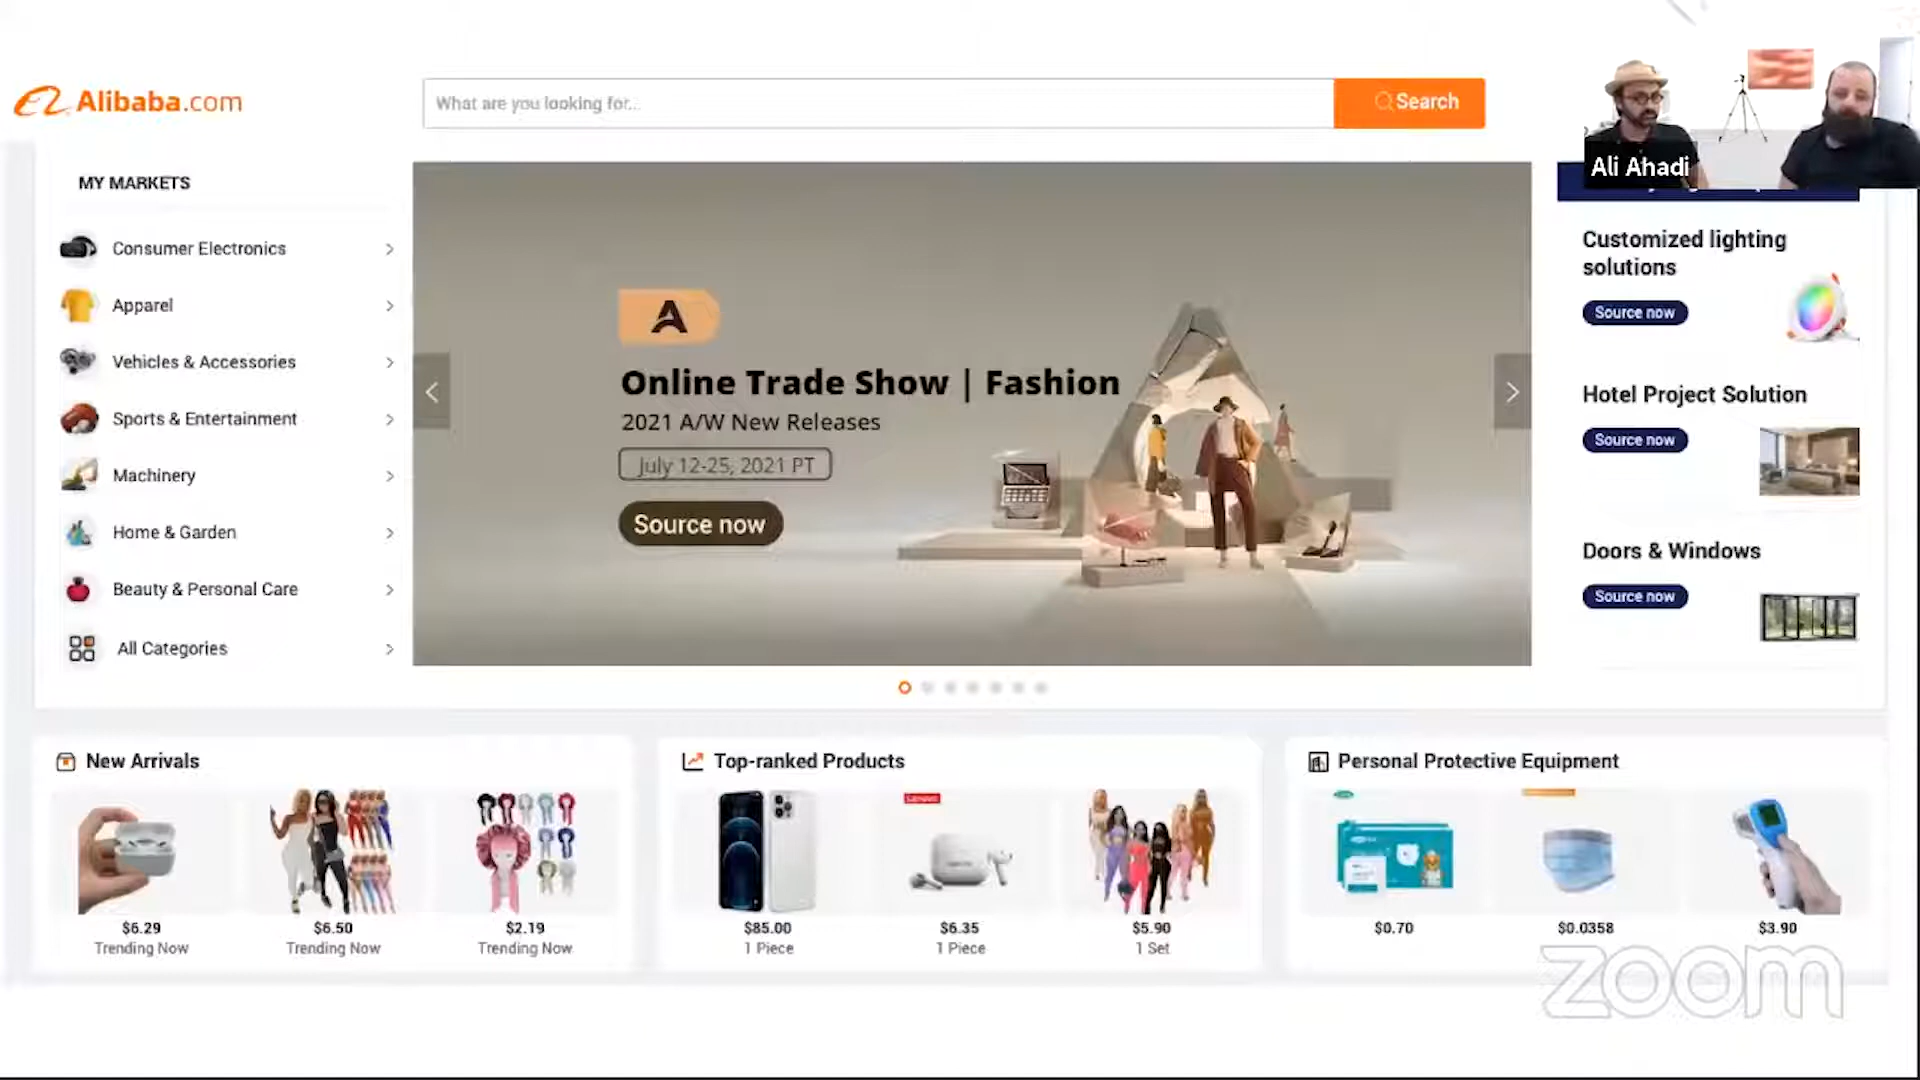 Alibaba.com
What are you looking for...
Search
Ali Ahadi
MY MARKETS
Consumer Electronics
Apparel
Vehicles & Accessories
Sports & Entertainment
Machinery
Home & Garden
Beauty & Personal Care
All Categories
A
Online Trade Show | Fashion
2021 A/W New Releases
July 12-25, 2021 PT
Source now
Customized lighting
solutions
Source now
Hotel Project Solution
Source now
Doors & Windows
Source now
New Arrivals
$6.29
Trending Now
$6.50
Trending Now
$2.19
Trending Now
Top-ranked Products
$85.00
1 Piece
$6.35
1 Piece
$5.90
1 Set
Personal Protective Equipment
$0.70
$0.0358
$3.90
zoom